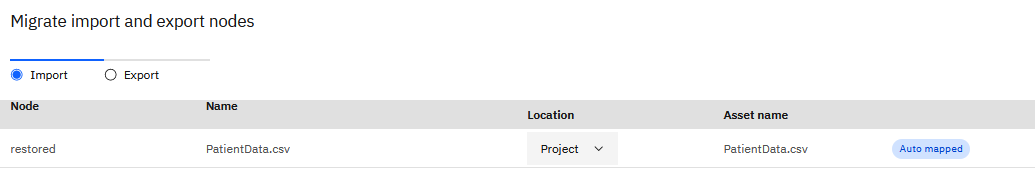 Migrate import and export nodes
Import Export
Node Name Location Asset name
restored PatientData.csv Project PatientData.csv Auto mapped